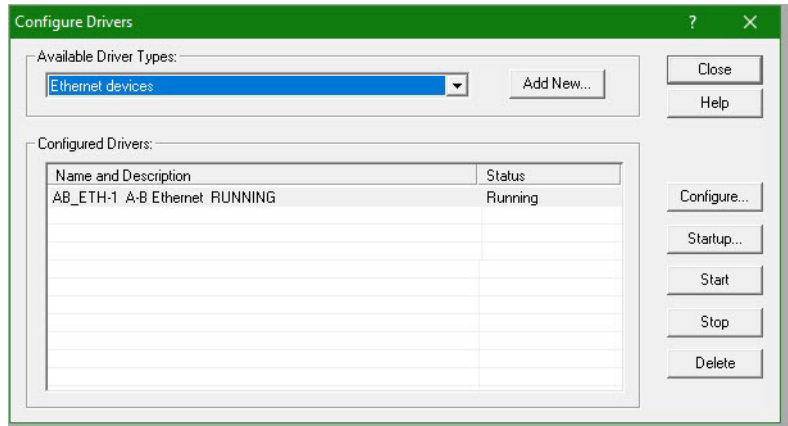 Configure Drivers ? ×
Available Driver Types:
Ethernet devices
Add New...
Close
Help
Configured Drivers:
Name and Description Status
AB_ETH-1 A-B Ethernet RUNNING Running
Configure...
Startup...
Start
Stop
Delete